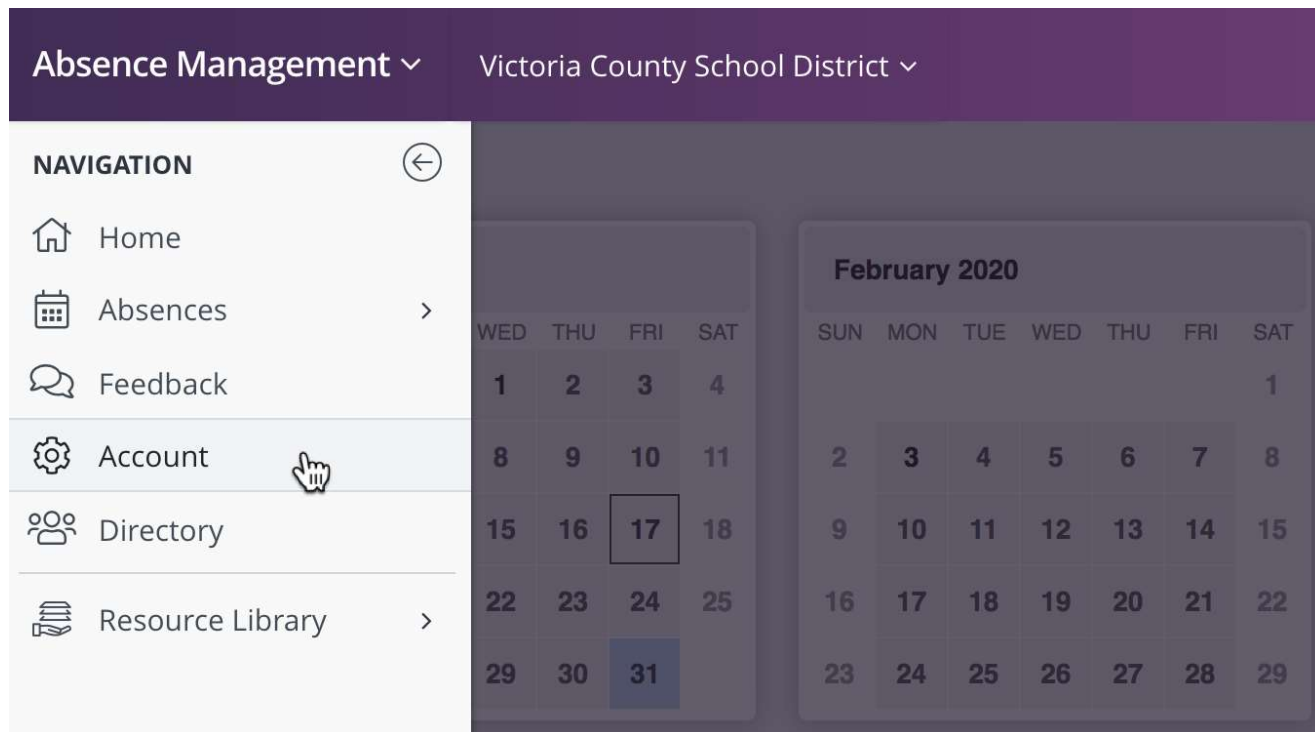 Absence Management
Victoria County School District
NAVIGATION
Home
Absences
Feedback
Account
Directory
Resource Library
WED THU FRI SAT
1 2 3 4
8 9 10 11
15 16 17 18
22 23 24 25
29 30 31
February 2020
SUN MON TUE WED THU FRI SAT
1
2 3 4 5 6 7 8
9 10 11 12 13 14 15
16 17 18 19 20 21 22
23 24 25 26 27 28 29